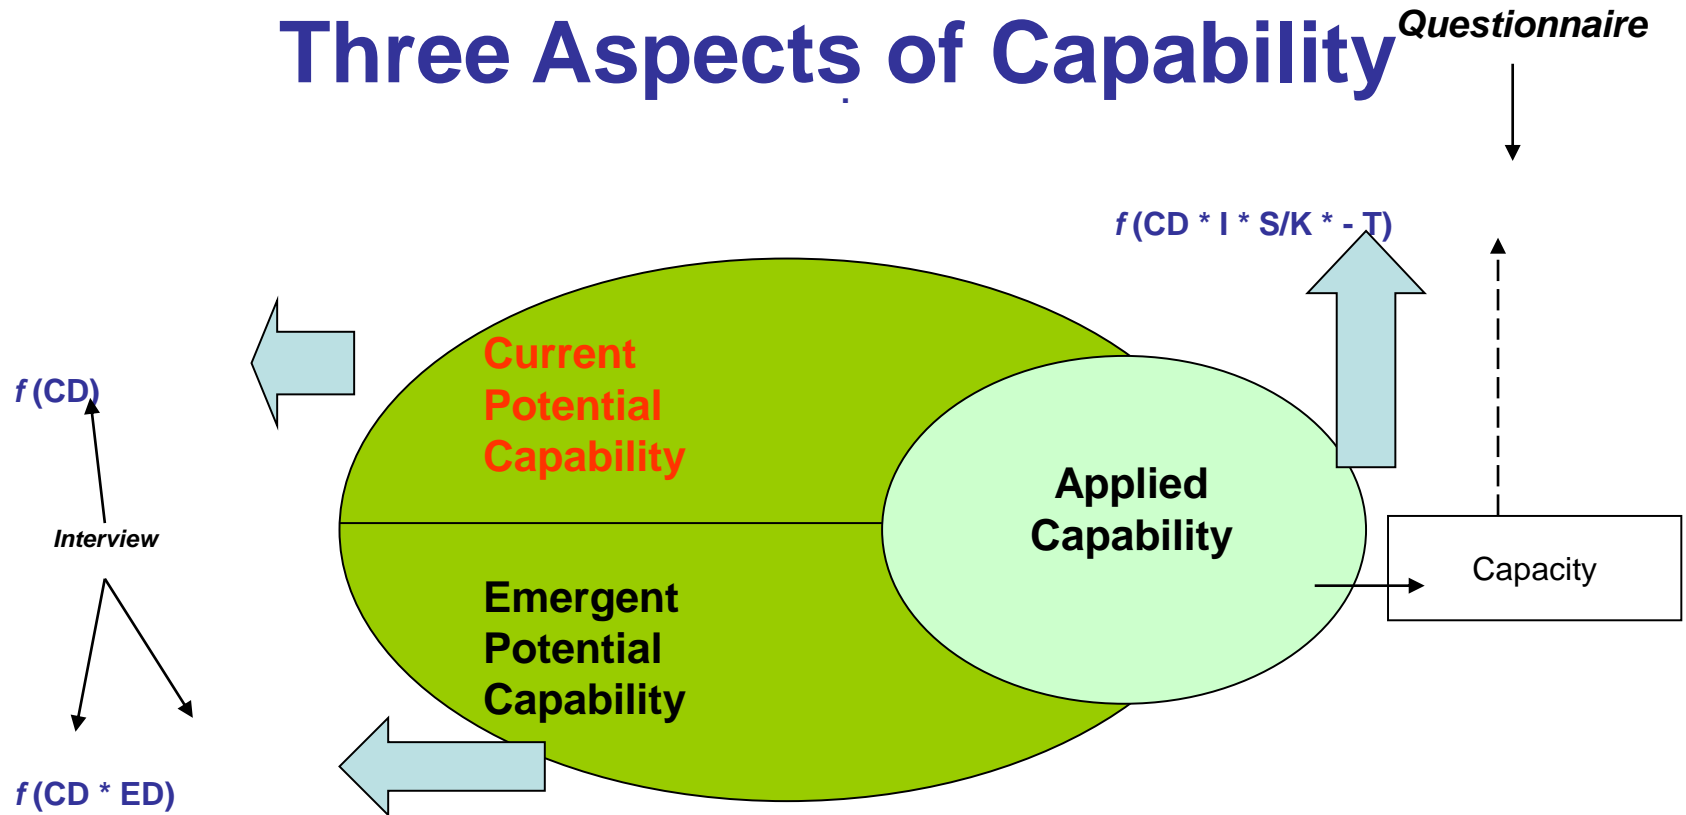 Three Aspects of Capability
Questionnaire
f (CD * I * S/K * - T)
Current
Potential
Capability
f (CD)
Applied
Capability
Interview
Capacity
Emergent
Potential
Capability
f (CD * ED)